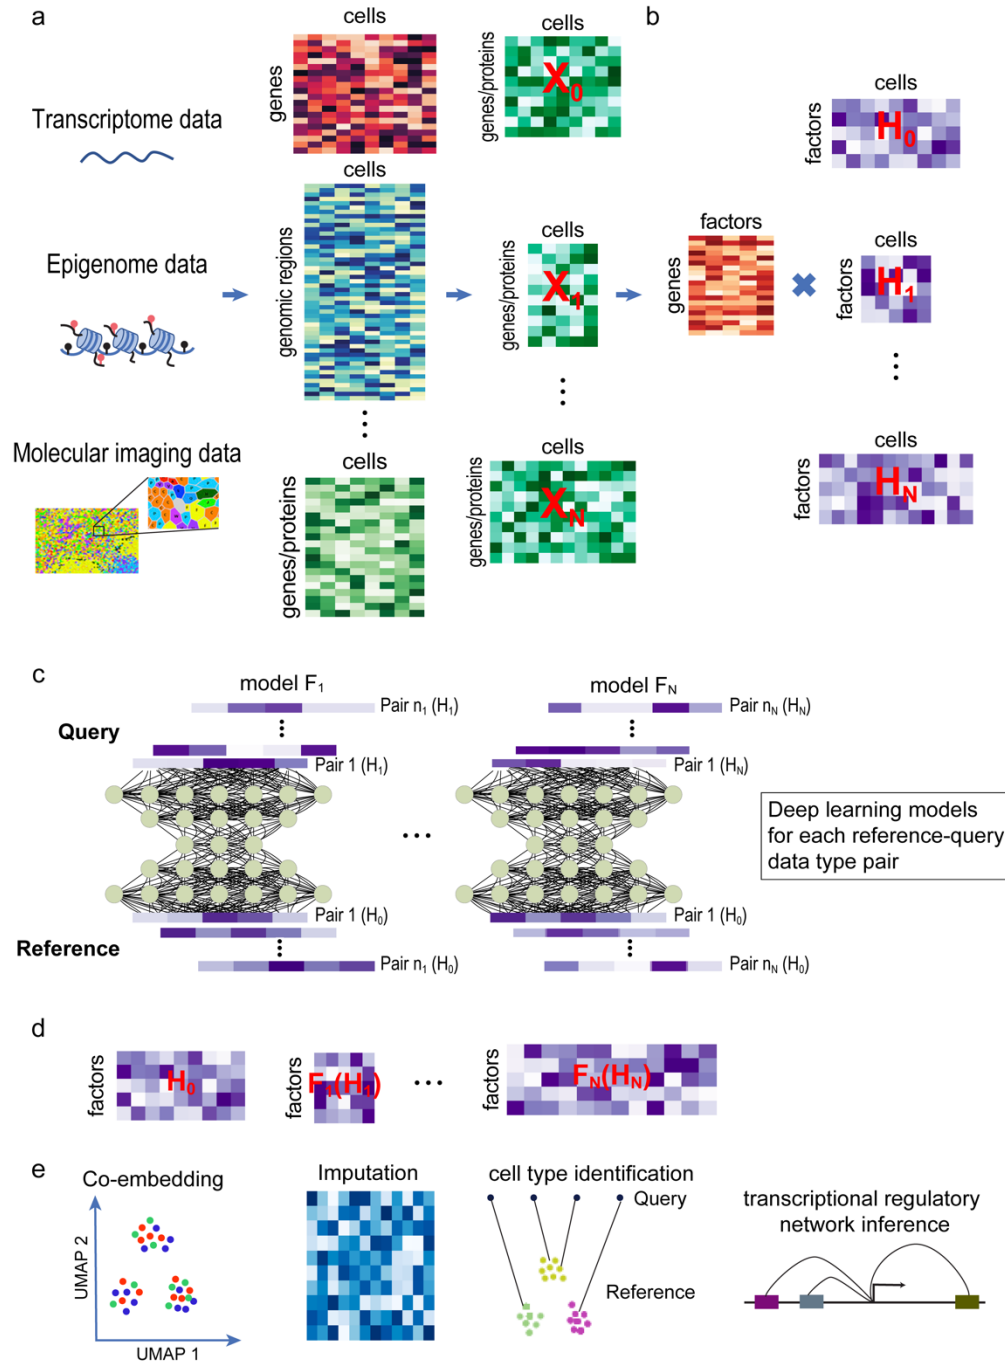 a
Transcriptome data
cells
genes
cells
genes/proteins
X0
b
cells
factors
H0
Epigenome data
cells
genomic regions
cells
genes/proteins
X1
factors
genes
cells
factors
H1
Molecular imaging data
cells
genes/proteins
cells
genes/proteins
XN
cells
factors
HN
c
model F1
model FN
Pair n1 (H1)
Pair nN (HN)
Query
Pair 1 (H1)
Pair 1 (HN)
Deep learning models
for each reference-query
data type pair
Pair 1 (H0)
Pair 1 (H0)
Reference
Pair n1 (H0)
Pair nN (H0)
d
factors
H0
factors
F1(H1)
factors
FN(HN)
e
Co-embedding
UMAP 2
UMAP 1
Imputation
cell type identification
Query
Reference
transcriptional regulatory
network inference